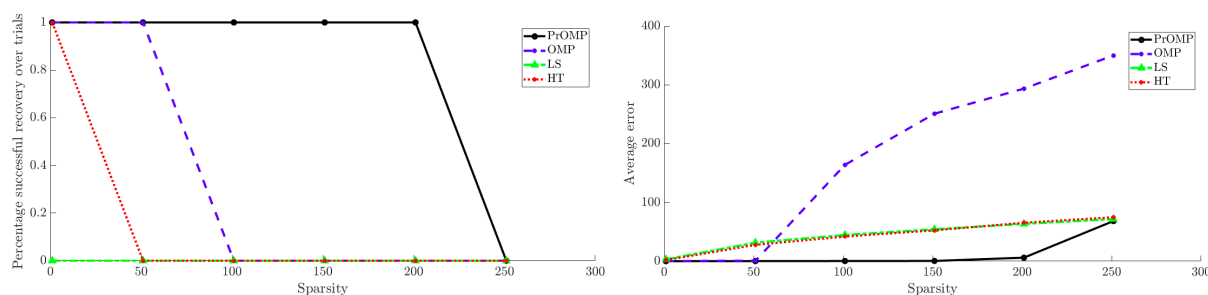 Percentage successful recovery over trials
1
0.8
0.6
0.4
0.2
0
0
50
100
150
200
250
300
Sparsity
PrOMP
OMP
LS
HT
Average error
400
300
200
100
0
0
50
100
150
200
250
300
Sparsity
PrOMP
OMP
LS
HT